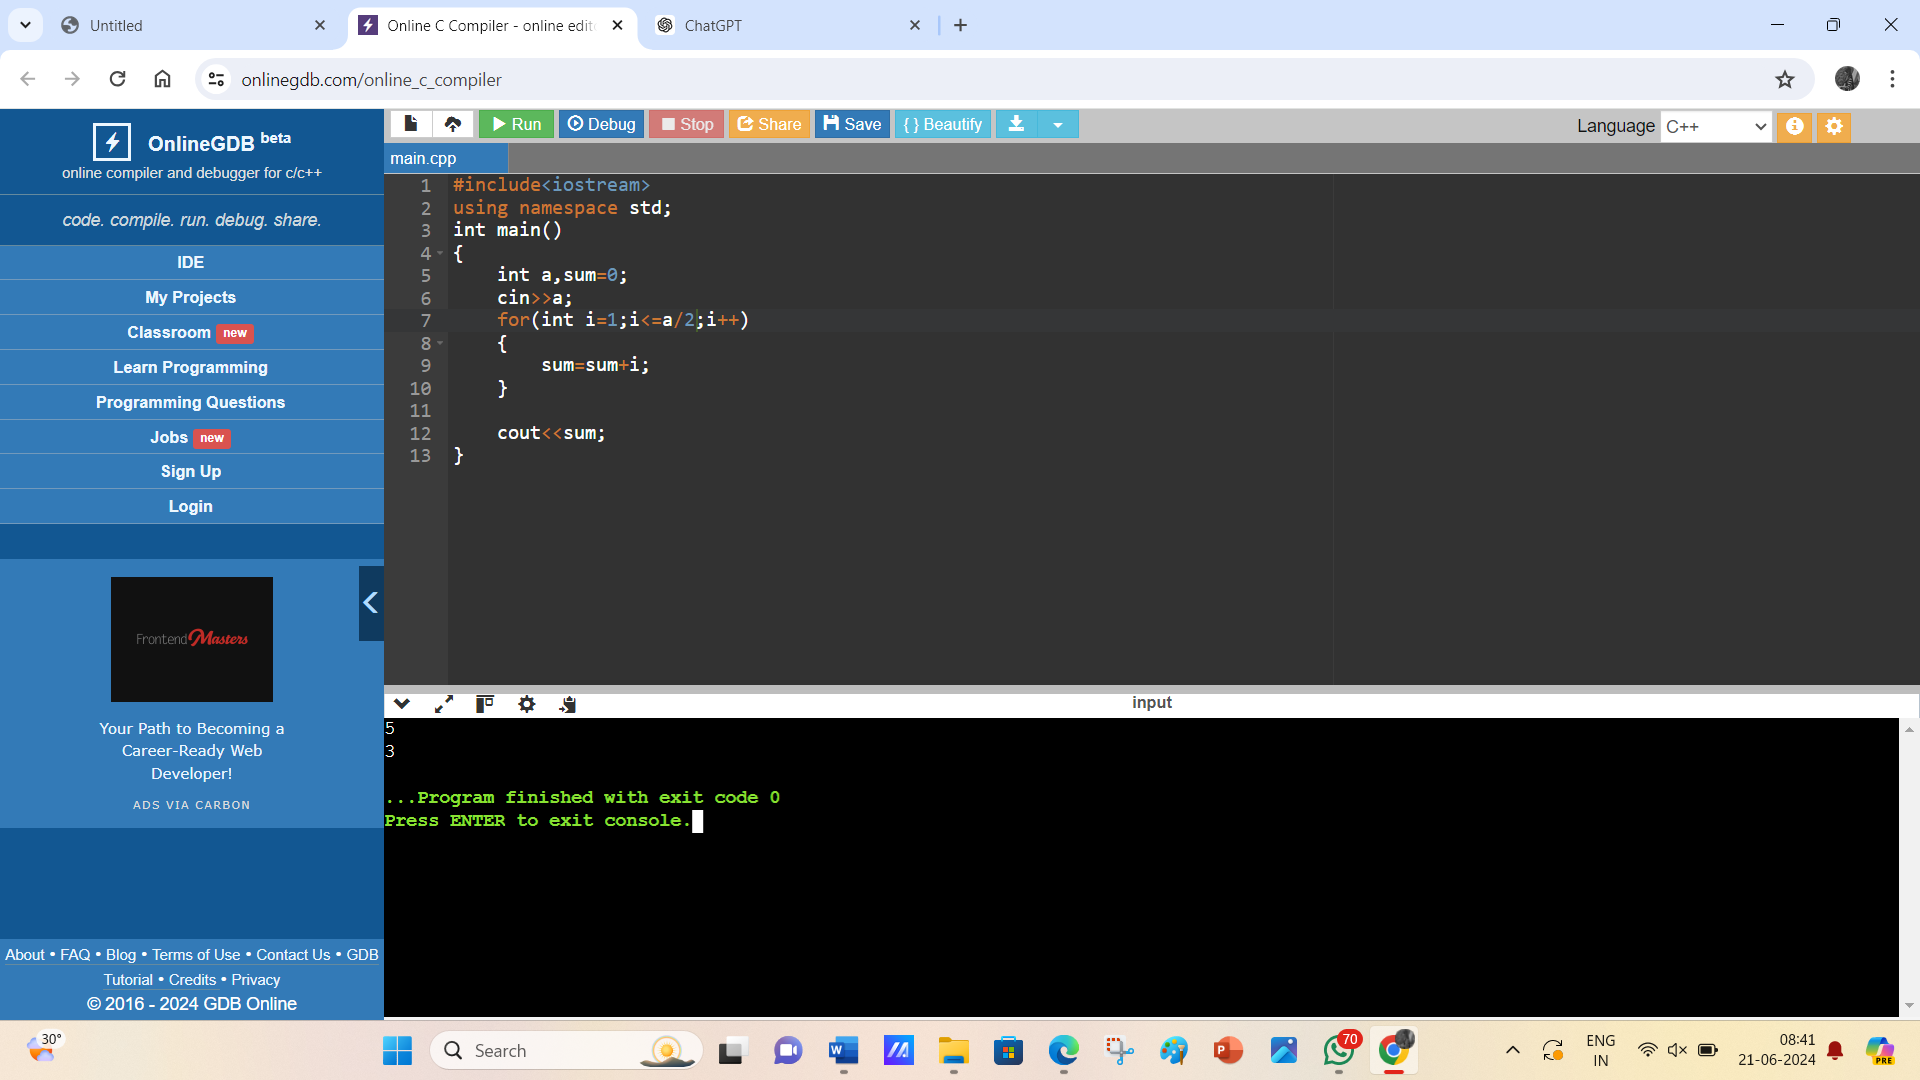 Untitled
Online C Compiler - online edit
ChatGPT
onlinegdb.com/online_c_compiler
OnlineGDB beta
online compiler and debugger for c/c++
code. compile. run. debug. share.
IDE
My Projects
Classroom new
Learn Programming
Programming Questions
Jobs new
Sign Up
Login
Frontend Masters
Your Path to Becoming a
Career-Ready Web
Developer!
ADS VIA CARBON
About • FAQ • Blog • Terms of Use • Contact Us • GDB
Tutorial • Credits • Privacy
© 2016 - 2024 GDB Online
Run Debug Stop Share Save { } Beautify
Language C++
main.cpp
1 #include<iostream>
2 using namespace std;
3 int main()
4 {
5 int a,sum=0;
6 cin>>a;
7 for(int i=1;i<=a/2;i++)
8 {
9 sum=sum+i;
10 }
11
12 cout<<sum;
13 }
input
5
3
...Program finished with exit code 0
Press ENTER to exit console.
30°
Search
W
P
70
ENG
IN
08:41
21-06-2024
PRE